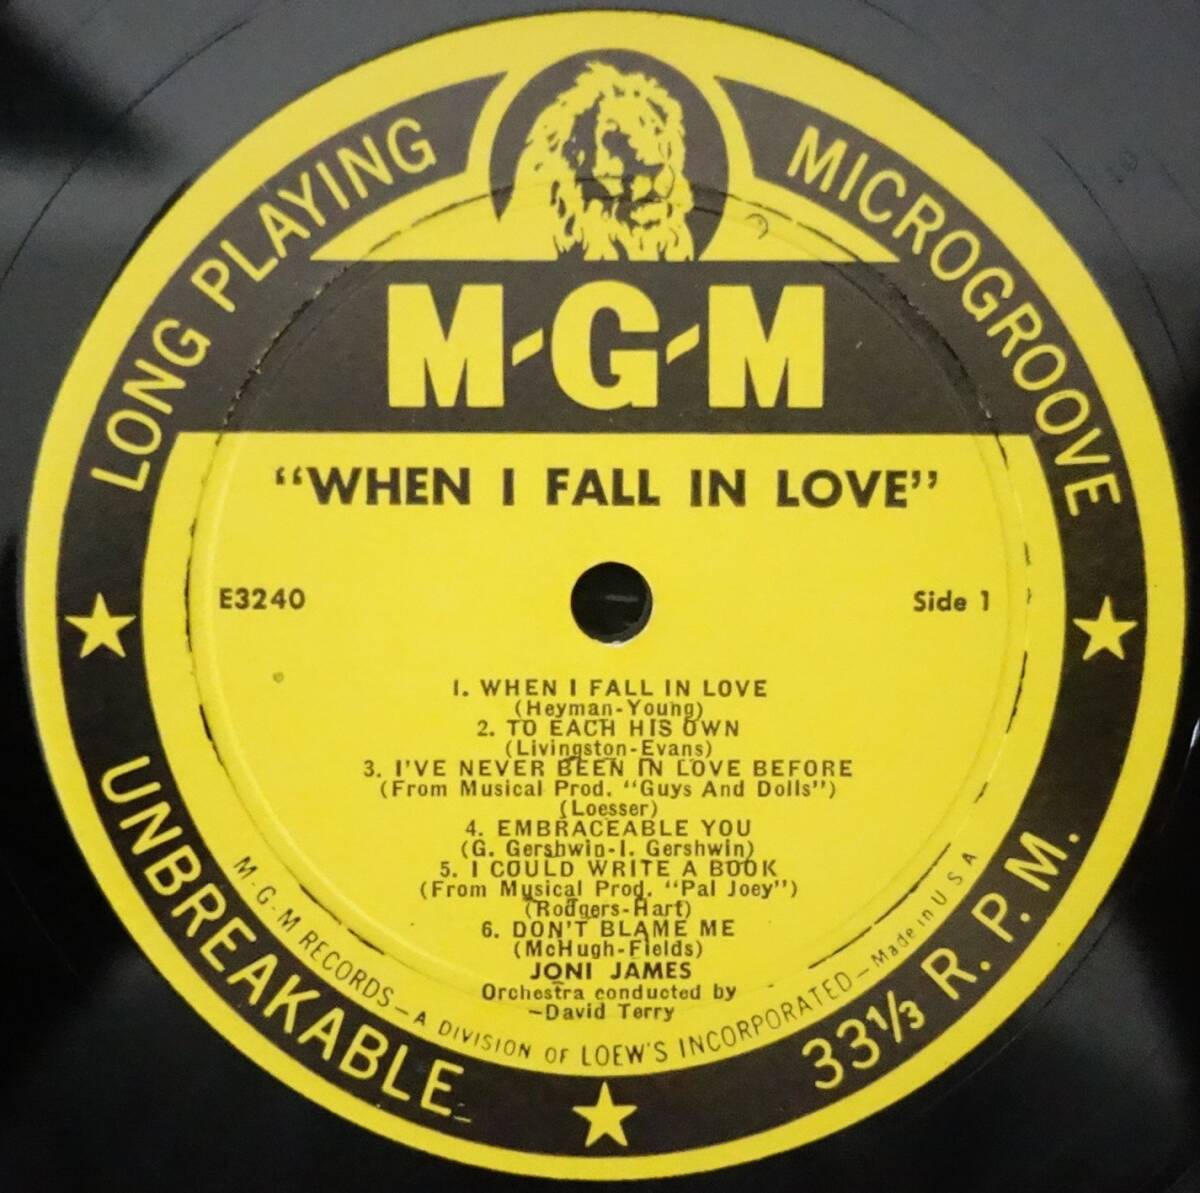 LONG PLAYING
MICROGROOVE
M-G-M
“WHEN I FALL IN LOVE”
E3240
Side 1
1. WHEN I FALL IN LOVE
(Heyman-Young)
2. TO EACH HIS OWN
(Livingston-Evans)
3. I'VE NEVER BEEN IN LOVE BEFORE
(From Musical Prod. "Guys And Dolls")
(Loesser)
4. EMBRACEABLE YOU
(G. Gershwin-I. Gershwin)
5. I COULD WRITE A BOOK
(From Musical Prod. "Pal Joey")
(Rodgers-Hart)
6. DON'T BLAME ME
(McHugh-Fields)
JONI JAMES
Orchestra conducted by
-David Terry
M-G-M RECORDS — A DIVISION OF LOEW'S INCORPORATED — Made in U S A
UNBREAKABLE
33 1/3 R. P. M.